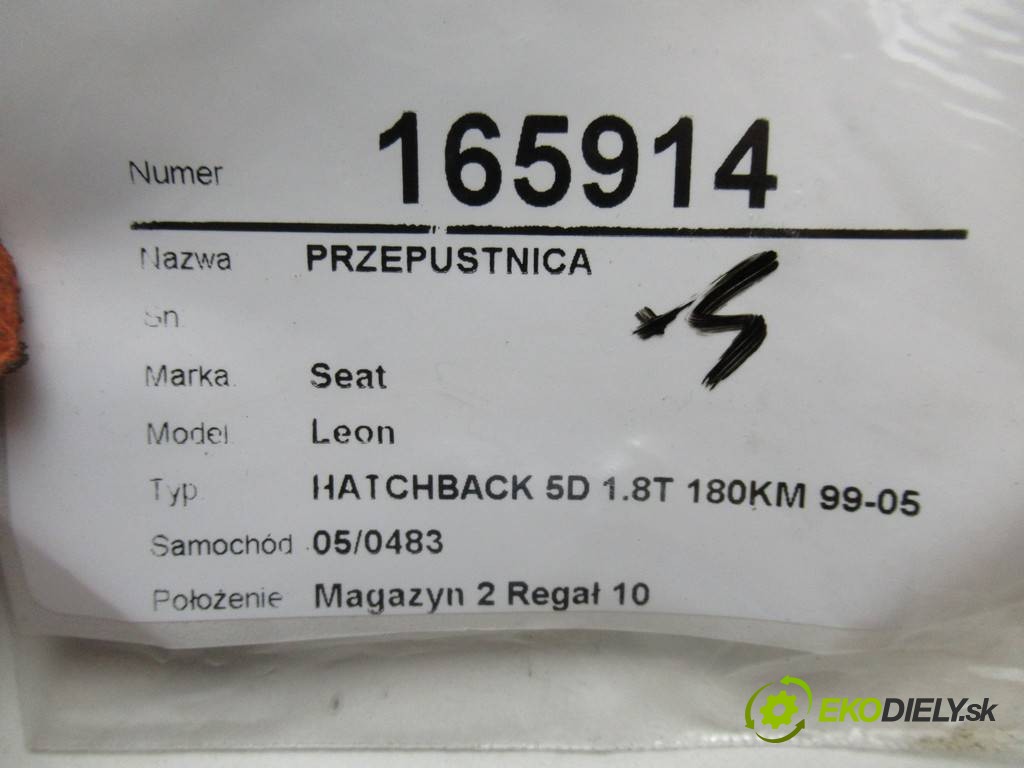 Numer 165914
Nazwa PRZEPUSTNICA
Sn
Marka Seat
Model Leon
Typ HATCHBACK 5D 1.8T 180KM 99-05
Samochód 05/0483
Położenie Magazyn 2 Regał 10
EKODIELY.sk